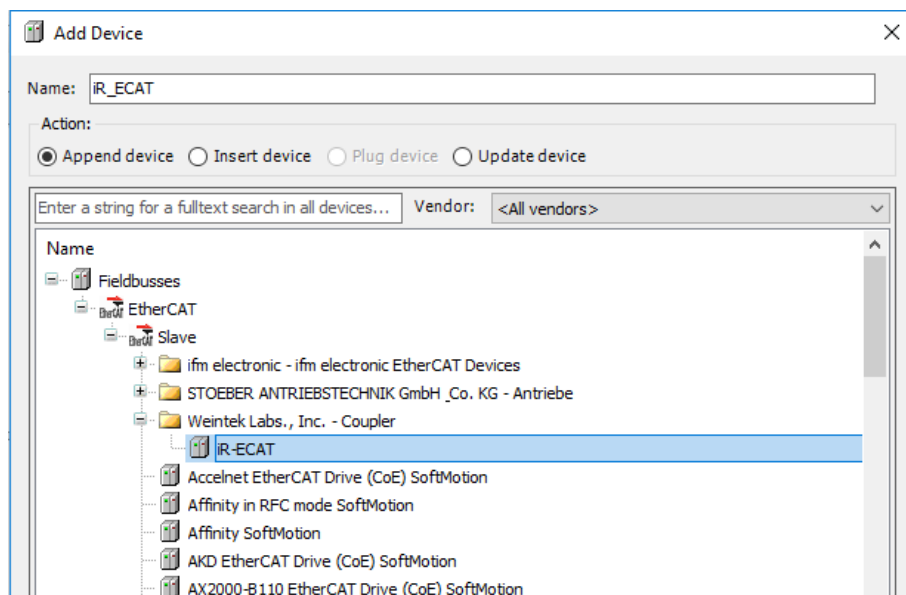 Add Device
Name: iR_ECAT
Action:
Append device Insert device Plug device Update device
Enter a string for a fulltext search in all devices... Vendor: <All vendors>
Name
Fieldbusses
EtherCAT
Slave
ifm electronic - ifm electronic EtherCAT Devices
STOEBER ANTRIEBSTECHNIK GmbH _Co. KG - Antriebe
Weintek Labs., Inc. - Coupler
iR-ECAT
Accelnet EtherCAT Drive (CoE) SoftMotion
Affinity in RFC mode SoftMotion
Affinity SoftMotion
AKD EtherCAT Drive (CoE) SoftMotion
AX2000-B110 EtherCAT Drive (CoE) SoftMotion